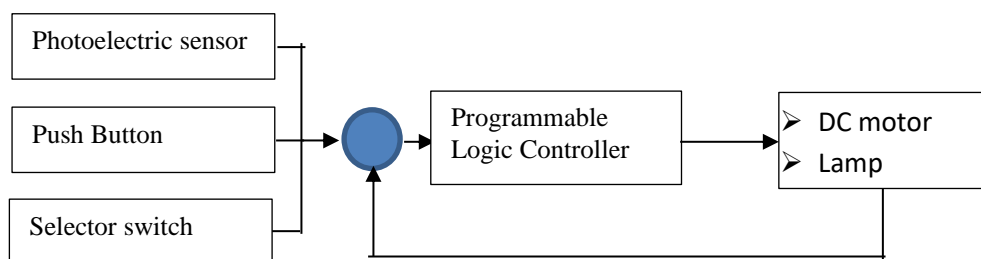 Photoelectric sensor
Push Button
Selector switch
Programmable
Logic Controller
➢ DC motor
➢ Lamp